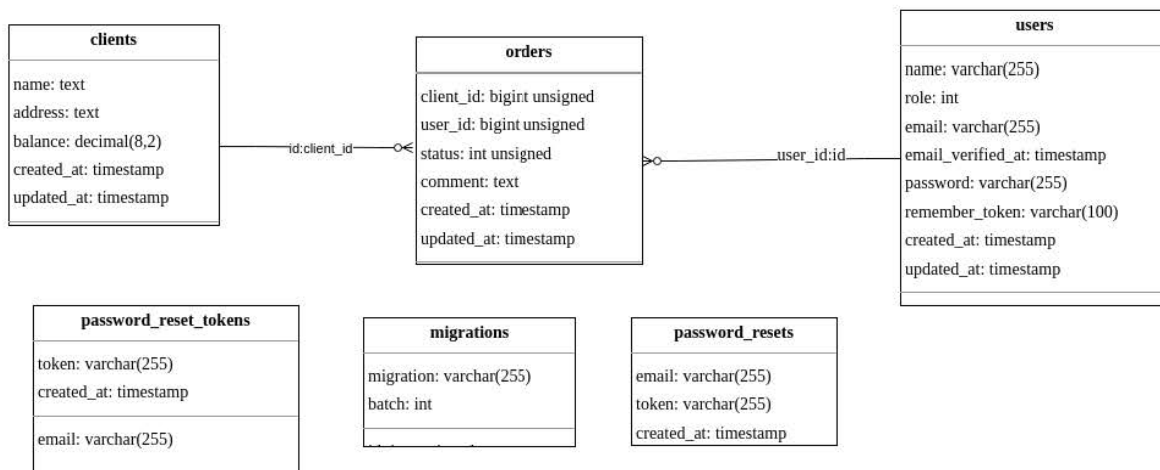 clients
name: text
address: text
balance: decimal(8,2)
created_at: timestamp
updated_at: timestamp
id:client_id
orders
client_id: bigint unsigned
user_id: bigint unsigned
status: int unsigned
comment: text
created_at: timestamp
updated_at: timestamp
user_id:id
users
name: varchar(255)
role: int
email: varchar(255)
email_verified_at: timestamp
password: varchar(255)
remember_token: varchar(100)
created_at: timestamp
updated_at: timestamp
password_reset_tokens
token: varchar(255)
created_at: timestamp
email: varchar(255)
migrations
migration: varchar(255)
batch: int
password_resets
email: varchar(255)
token: varchar(255)
created_at: timestamp